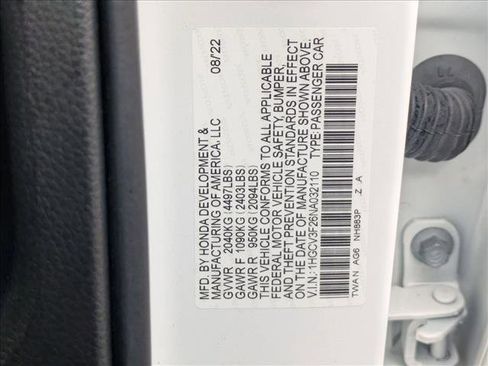 MFD. BY HONDA DEVELOPMENT & 08/'22
MANUFACTURING OF AMERICA, LLC
GVWR 2040KG (4497LBS)
GAWR F 1090KG (2403LBS)
GAWR R 950KG (2094LBS)
THIS VEHICLE CONFORMS TO ALL APPLICABLE
FEDERAL MOTOR VEHICLE SAFETY, BUMPER,
AND THEFT PREVENTION STANDARDS IN EFFECT
ON THE DATE OF MANUFACTURE SHOWN ABOVE.
V.I.N.: 1HGCV3F26NA032110 TYPE: PASSENGER CAR
TWA N AG6 NH883P Z A